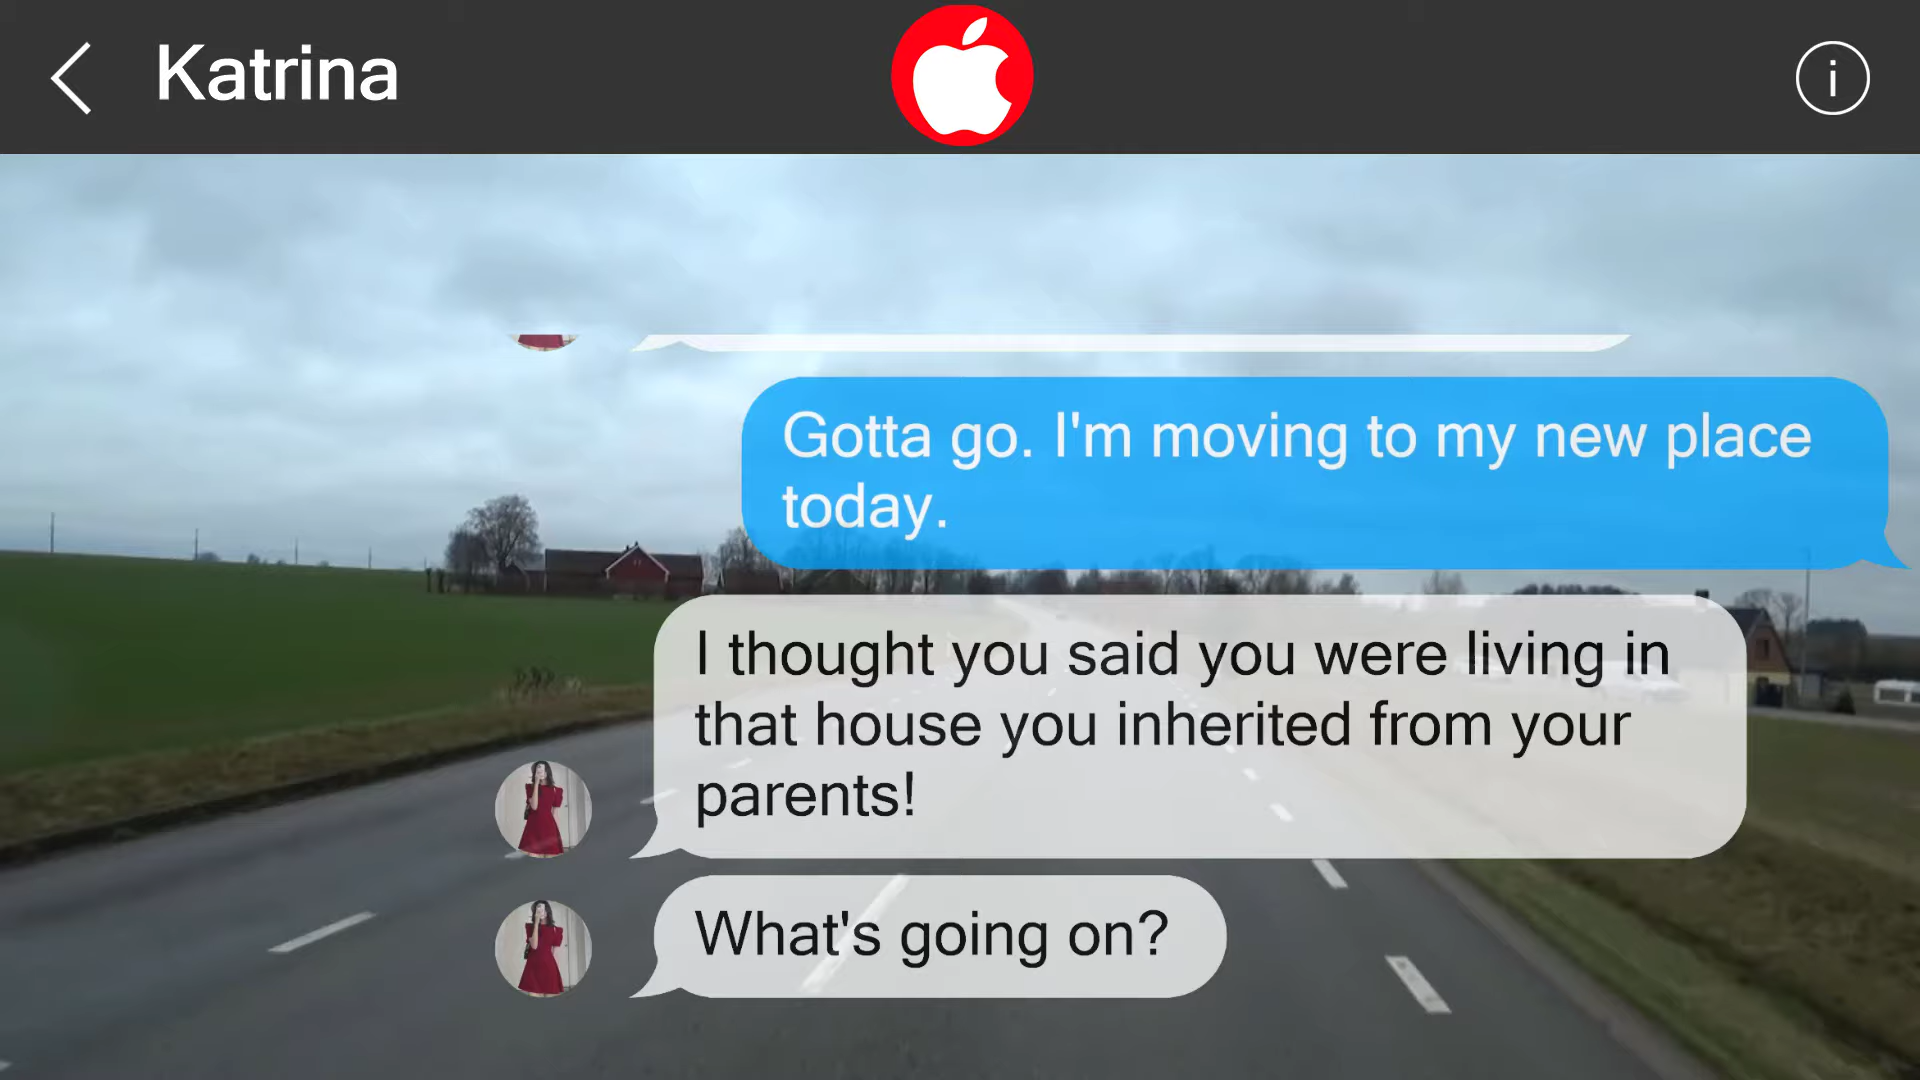 Katrina
i
Gotta go. I'm moving to my new place
today.
I thought you said you were living in
that house you inherited from your
parents!
What's going on?